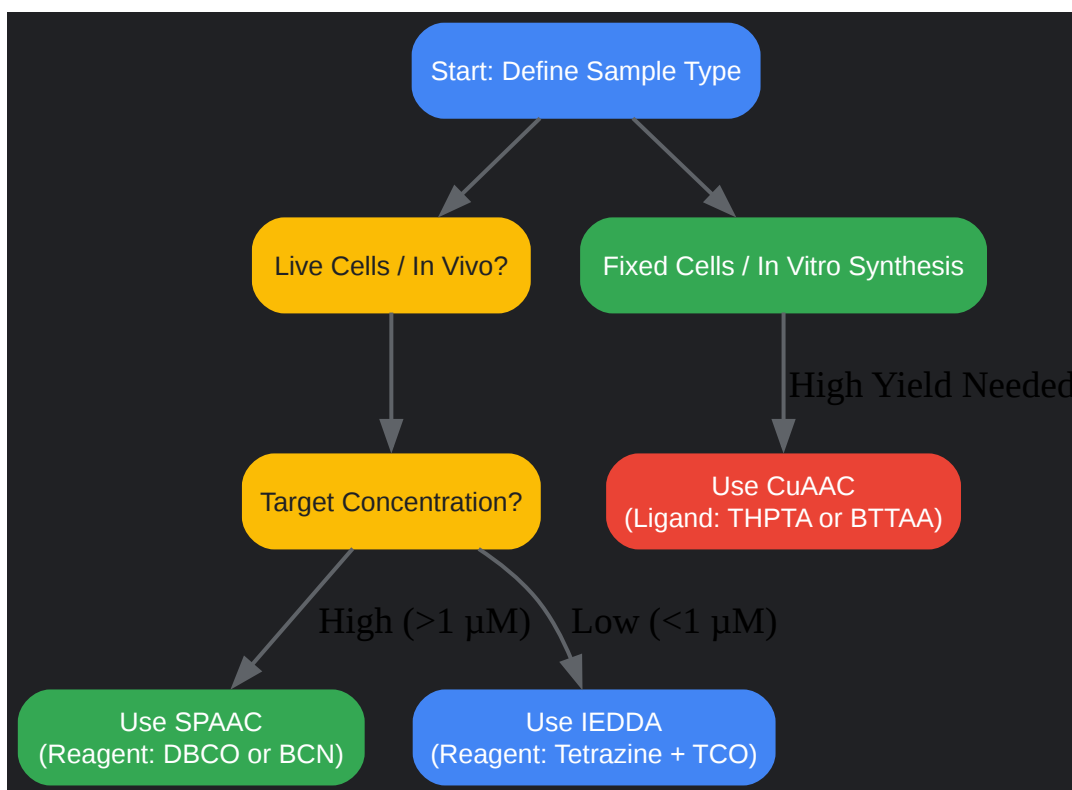 Start: Define Sample Type
Live Cells / In Vivo?
Fixed Cells / In Vitro Synthesis
High Yield Needed
Target Concentration?
Use CuAAC
(Ligand: THPTA or BTTAA)
High (>1 µM)
Low (<1 µM)
Use SPAAC
(Reagent: DBCO or BCN)
Use IEDDA
(Reagent: Tetrazine + TCO)